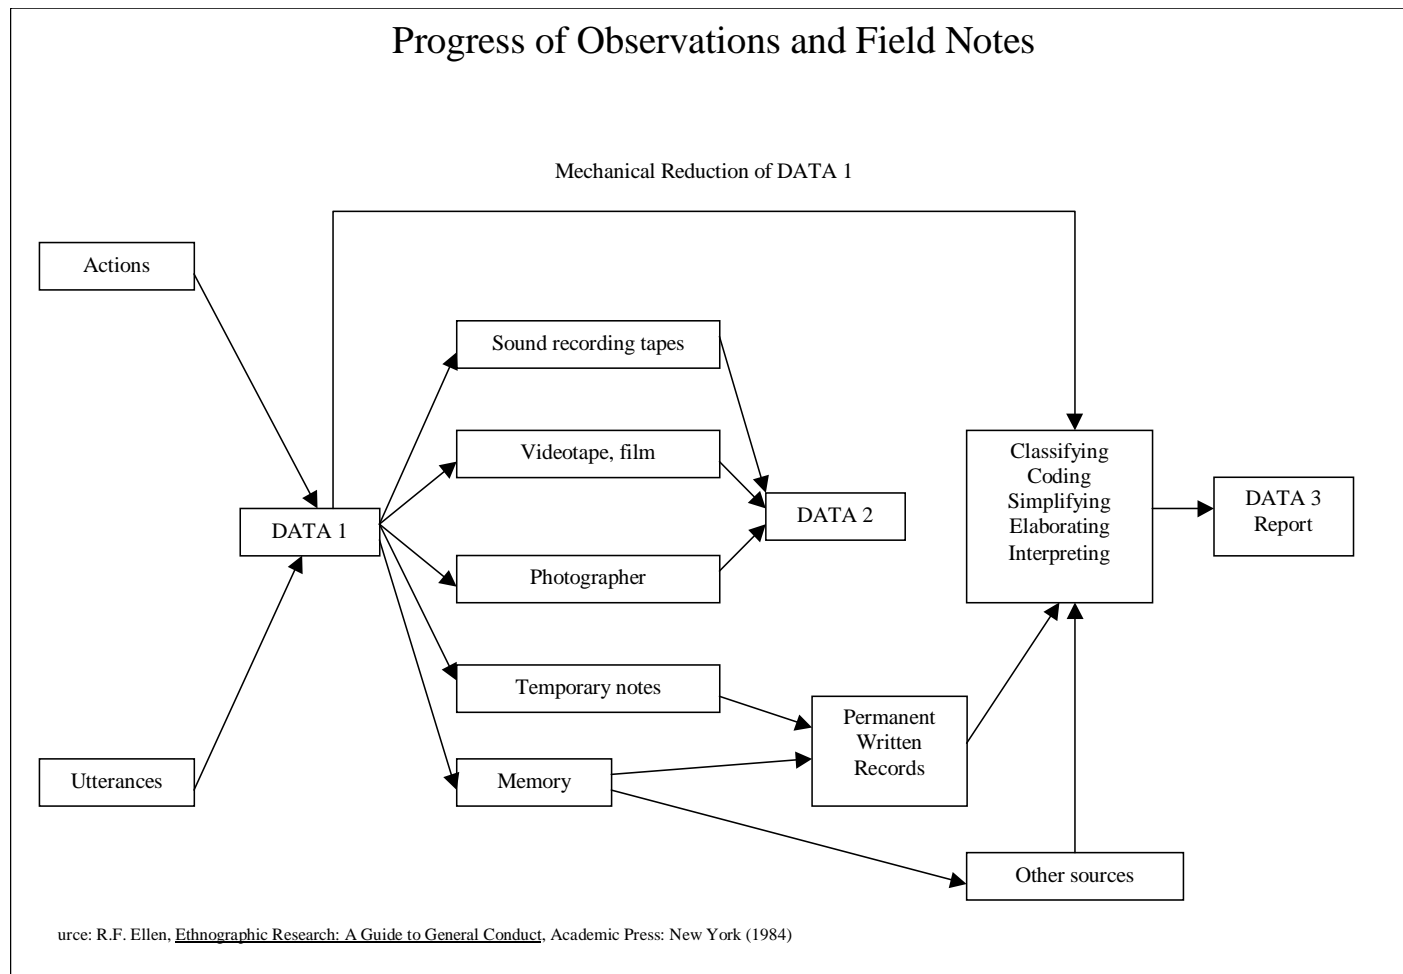 Progress of Observations and Field Notes
Mechanical Reduction of DATA 1
Actions
Sound recording tapes
Videotape, film
Classifying
Coding
Simplifying
Elaborating
Interpreting
DATA 1
DATA 2
DATA 3
Report
Photographer
Temporary notes
Permanent
Written
Records
Utterances
Memory
Other sources
urce: R.F. Ellen, Ethnographic Research: A Guide to General Conduct, Academic Press: New York (1984)